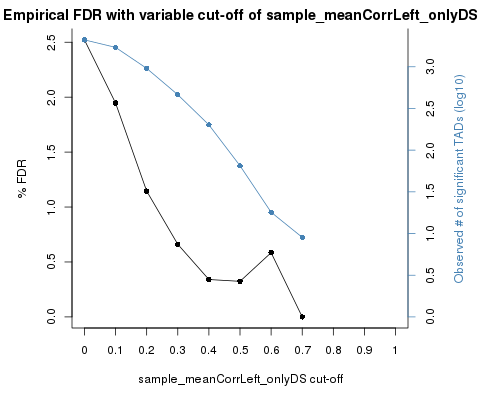 Empirical FDR with variable cut-off of sample_meanCorrLeft_onlyDS
2.5
2.0
1.5
1.0
0.5
0.0
% FDR
3.0
2.5
2.0
1.5
1.0
0.5
0.0
Observed # of significant TADs (log10)
0 0.1 0.2 0.3 0.4 0.5 0.6 0.7 0.8 0.9 1
sample_meanCorrLeft_onlyDS cut-off